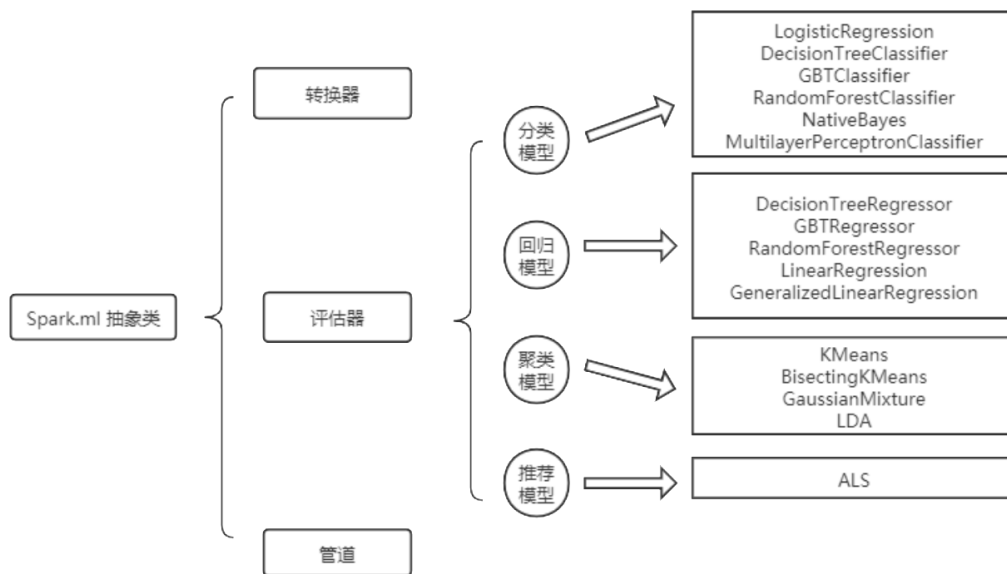 Spark.ml 抽象类
转换器
评估器
管道
分类
模型
回归
模型
聚类
模型
推荐
模型
LogisticRegression
DecisionTreeClassifier
GBTClassifier
RandomForestClassifier
NativeBayes
MultilayerPerceptronClassifier
DecisionTreeRegressor
GBTRegressor
RandomForestRegressor
LinearRegression
GeneralizedLinearRegression
KMeans
BisectingKMeans
GaussianMixture
LDA
ALS